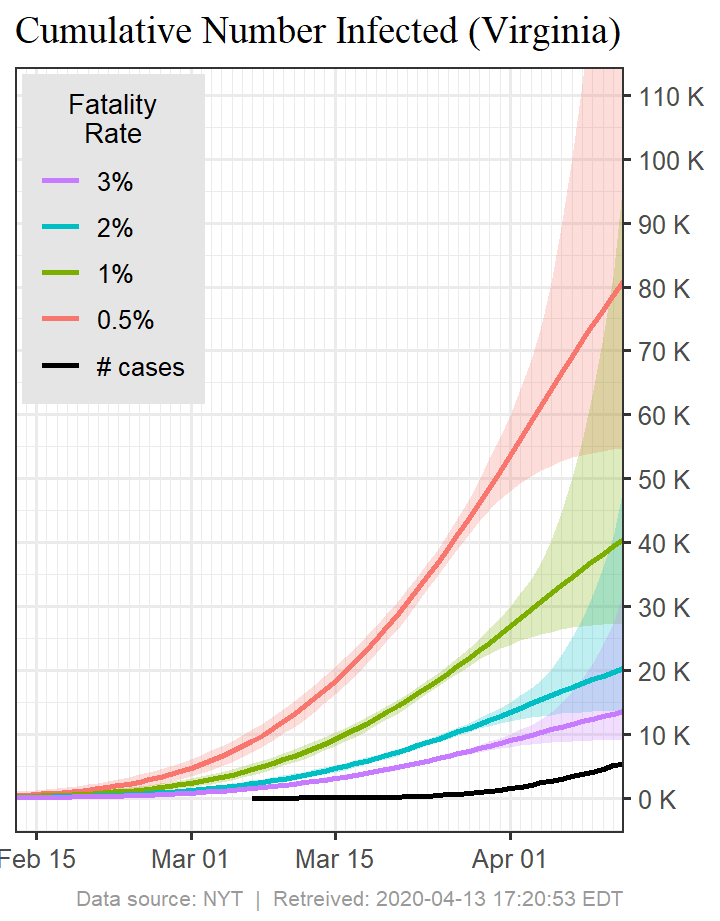 Cumulative Number Infected (Virginia)
Fatality
Rate
3%
2%
1%
0.5%
# cases
110 K
100 K
90 K
80 K
70 K
60 K
50 K
40 K
30 K
20 K
10 K
0 K
Feb 15 Mar 01 Mar 15 Apr 01
Data source: NYT | Retreived: 2020-04-13 17:20:53 EDT